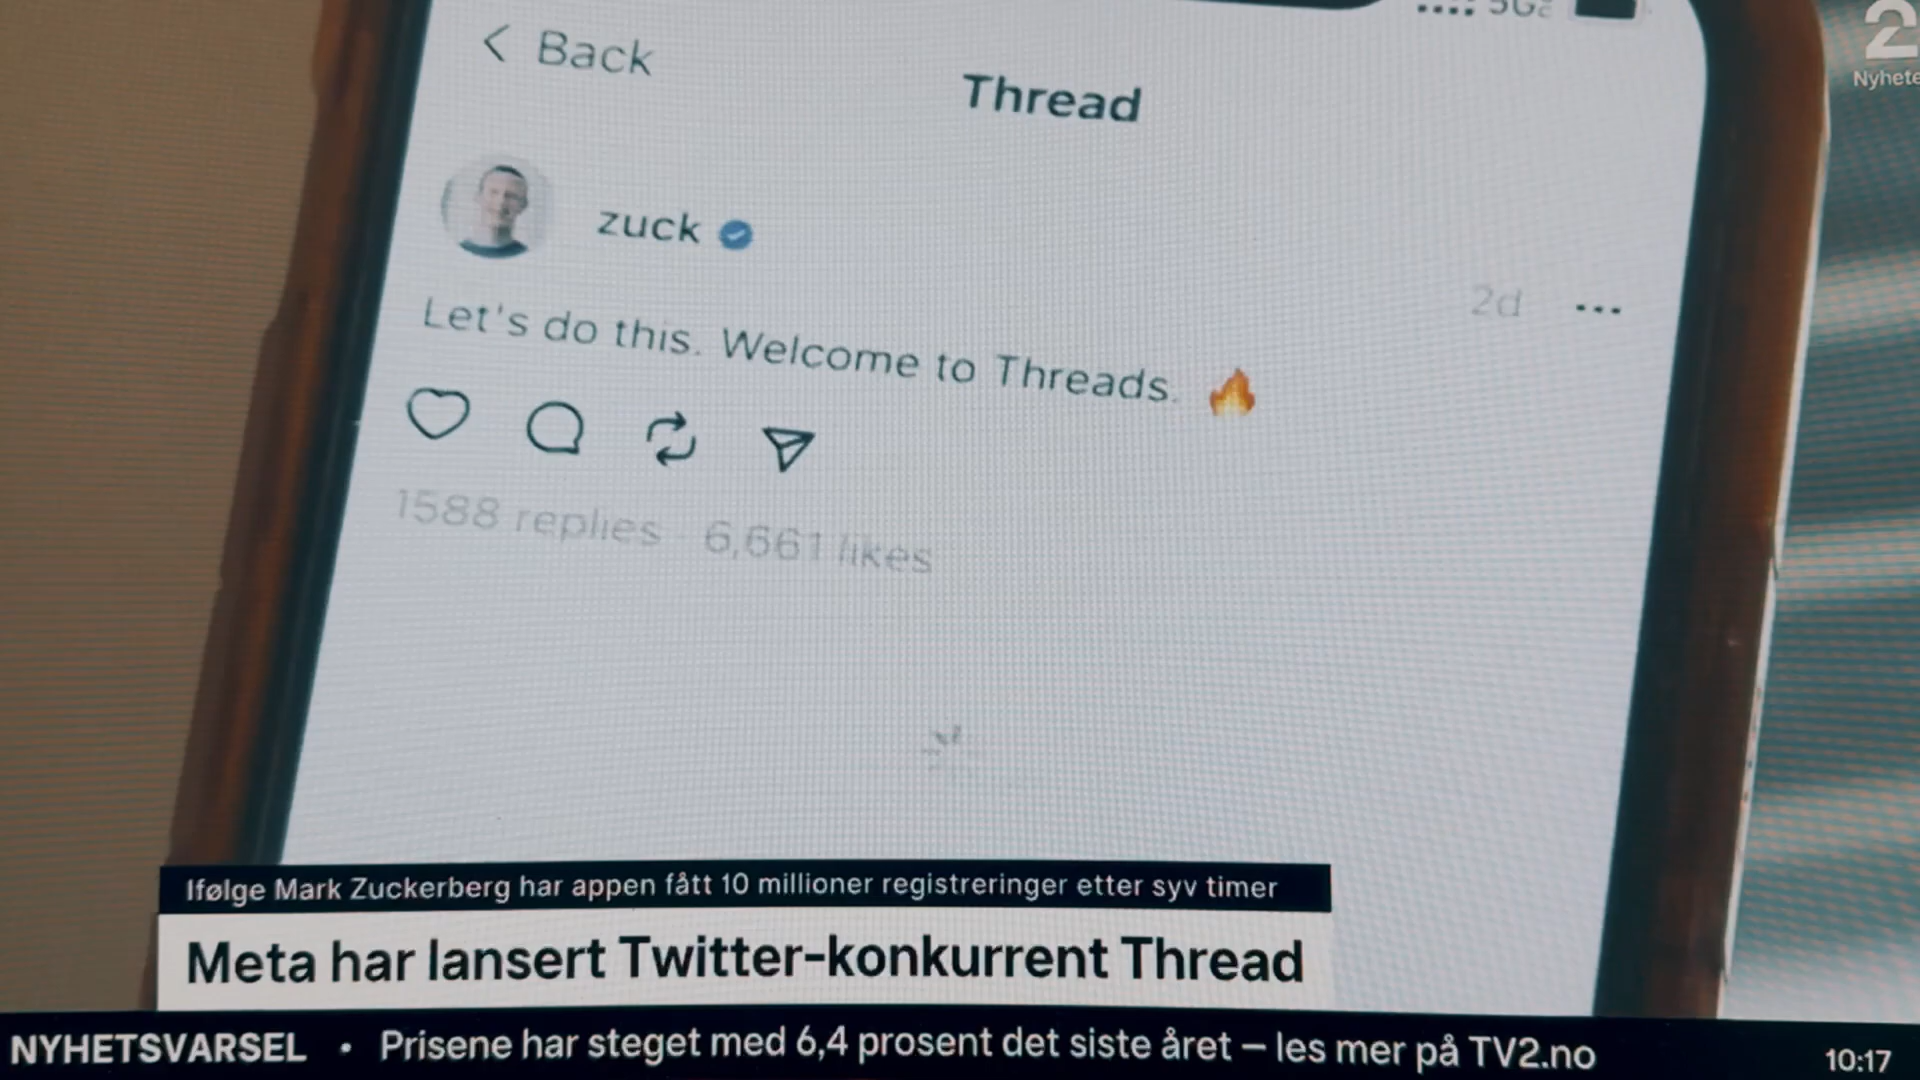 5G
2
Nyhete
Back
Thread
zuck
2d
Let's do this. Welcome to Threads. 🔥
1588 replies 6,661 likes
Ifølge Mark Zuckerberg har appen fått 10 millioner registreringer etter syv timer
Meta har lansert Twitter-konkurrent Thread
NYHETSVARSEL • Prisene har steget med 6,4 prosent det siste året – les mer på TV2.no
10:17